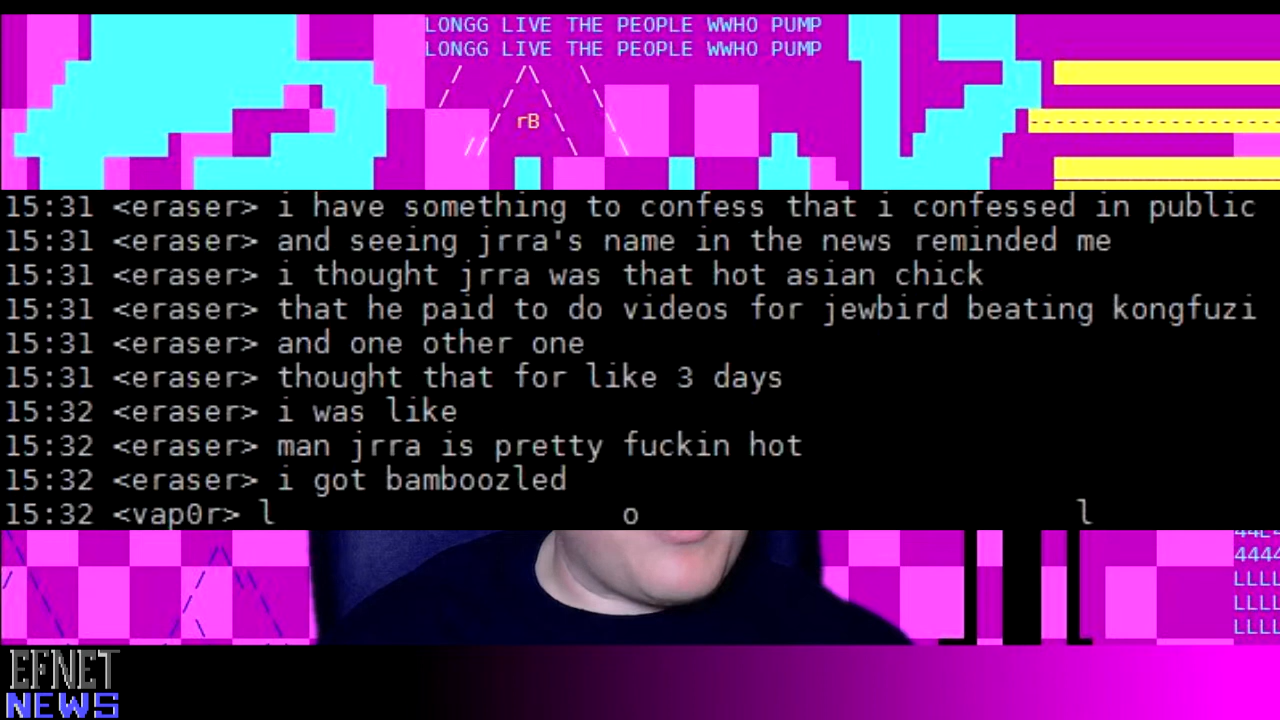 LONGG LIVE THE PEOPLE WWHO PUMP
LONGG LIVE THE PEOPLE WWHO PUMP
rB
15:31 <eraser> i have something to confess that i confessed in public
15:31 <eraser> and seeing jrra's name in the news reminded me
15:31 <eraser> i thought jrra was that hot asian chick
15:31 <eraser> that he paid to do videos for jewbird beating kongfuzi
15:31 <eraser> and one other one
15:31 <eraser> thought that for like 3 days
15:32 <eraser> i was like
15:32 <eraser> man jrra is pretty fuckin hot
15:32 <eraser> i got bamboozled
15:32 <vap0r> l o l
4444
LLLL
LLLL
LLLL
EFNET
NEWS